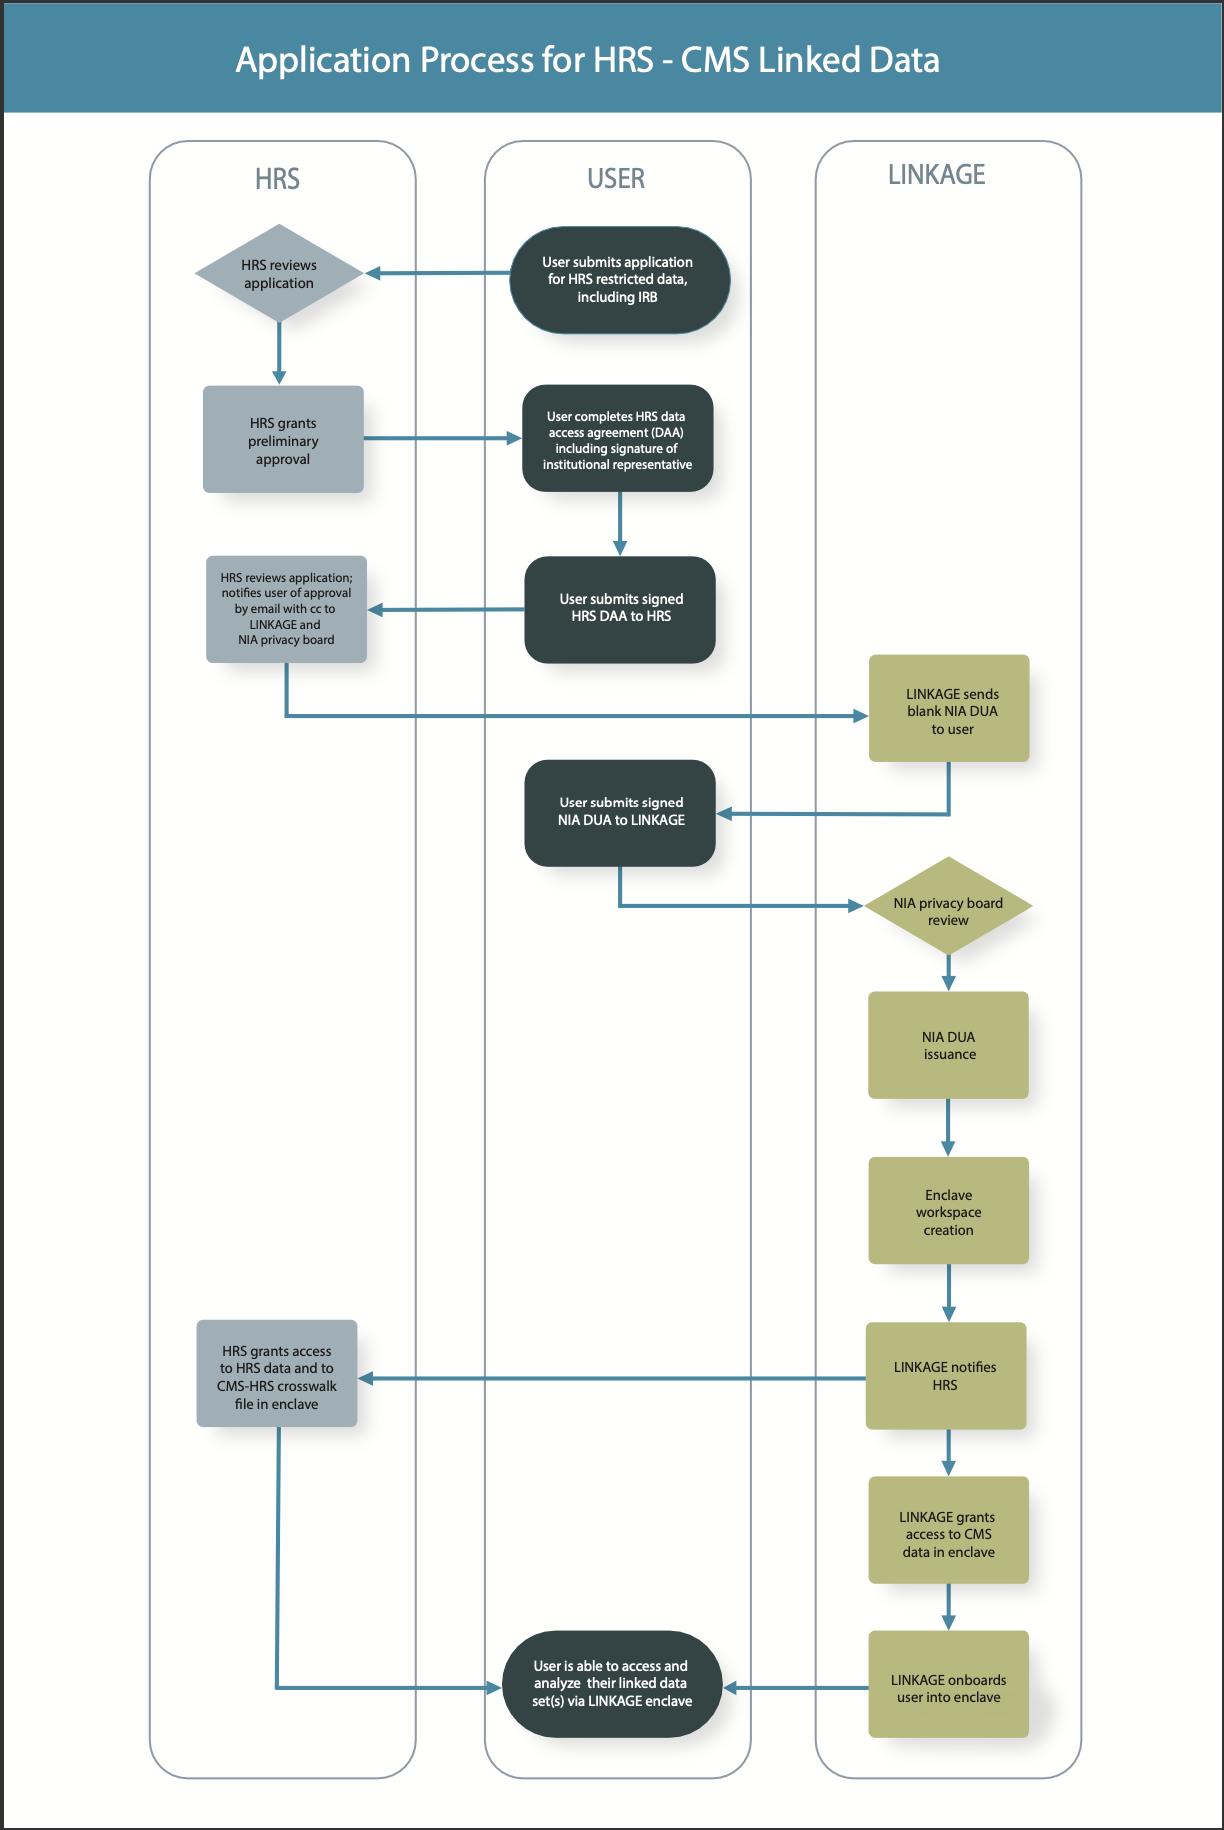 Application Process for HRS - CMS Linked Data
HRS
USER
LINKAGE
HRS reviews
application
User submits application
for HRS restricted data,
including IRB
HRS grants
preliminary
approval
User completes HRS data
access agreement (DAA)
including signature of
institutional representative
HRS reviews application;
notifies user of approval
by email with cc to
LINKAGE and
NIA privacy board
User submits signed
HRS DAA to HRS
LINKAGE sends
blank NIA DUA
to user
User submits signed
NIA DUA to LINKAGE
NIA privacy board
review
NIA DUA
issuance
Enclave
workspace
creation
HRS grants access
to HRS data and to
CMS-HRS crosswalk
file in enclave
LINKAGE notifies
HRS
LINKAGE grants
access to CMS
data in enclave
User is able to access and
analyze their linked data
set(s) via LINKAGE enclave
LINKAGE onboards
user into enclave